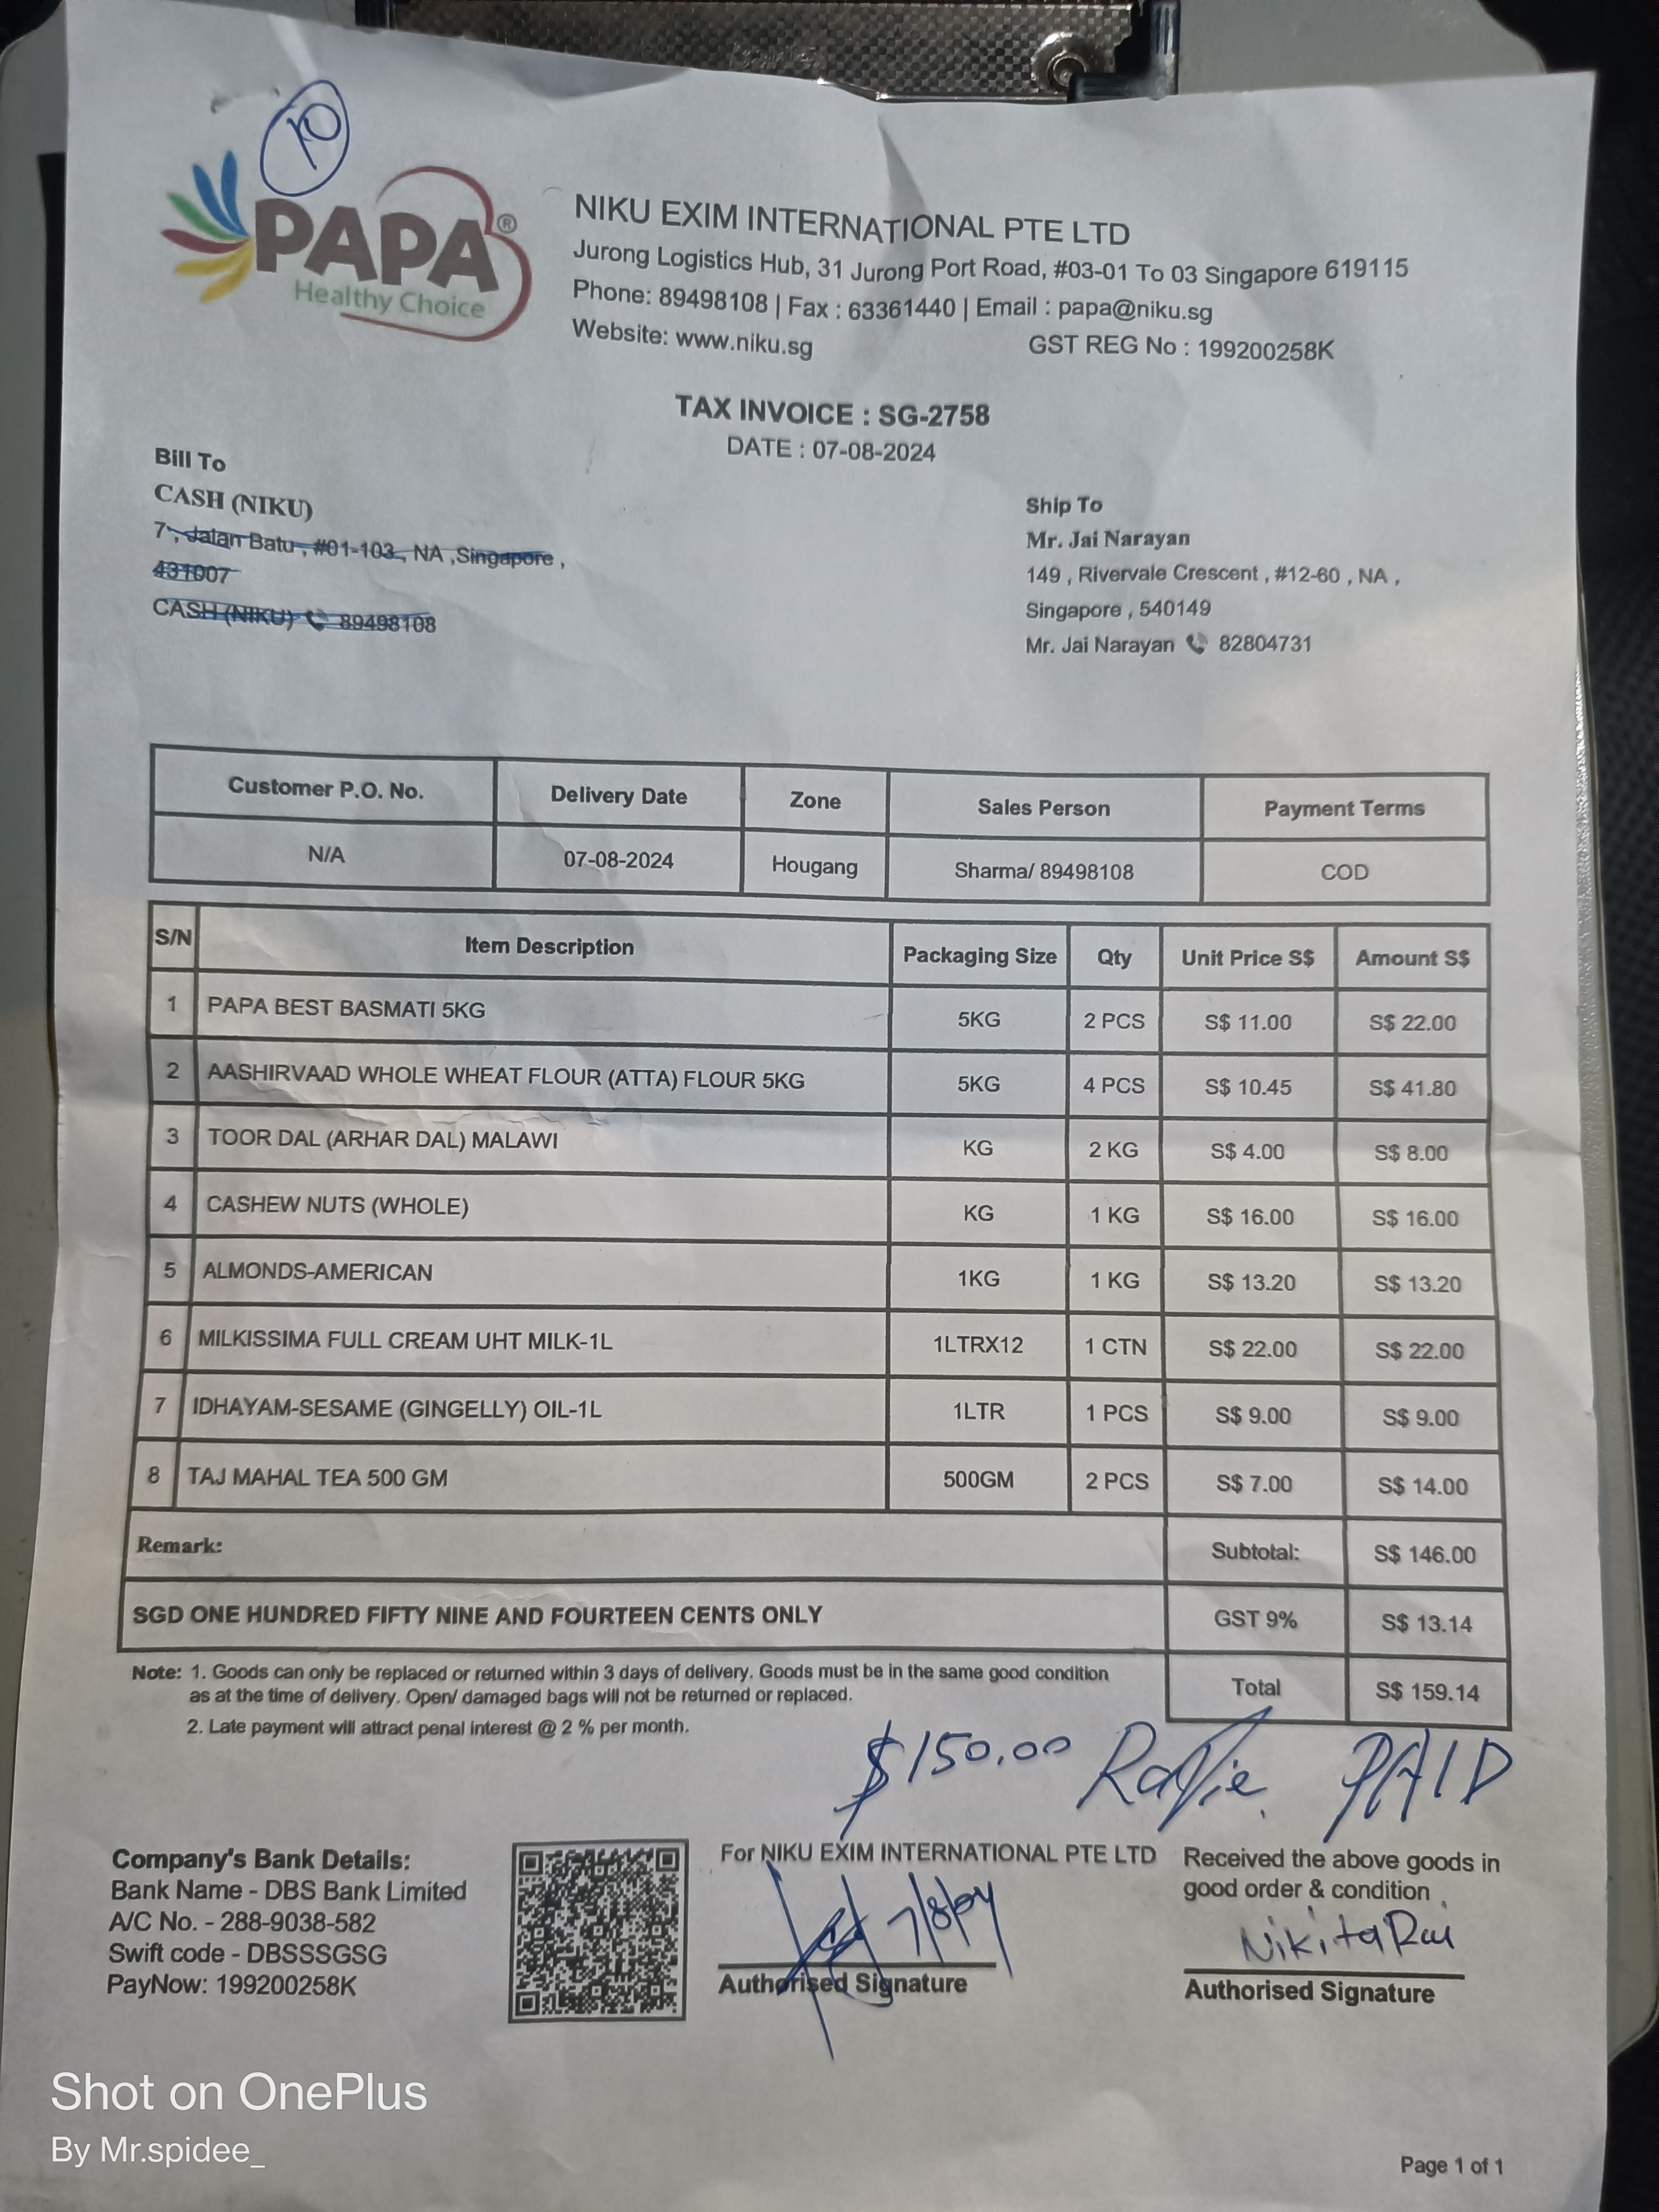 10
PAPA®
Healthy Choice
NIKU EXIM INTERNATIONAL PTE LTD
Jurong Logistics Hub, 31 Jurong Port Road, #03-01 To 03 Singapore 619115
Phone: 89498108 | Fax : 63361440 | Email : papa@niku.sg
Website: www.niku.sg GST REG No : 199200258K
TAX INVOICE : SG-2758
DATE : 07-08-2024
Bill To
CASH (NIKU)
7 , Jalan Batu , #01-103 , NA ,Singapore ,
431007
CASH (NIKU) 89498108
Ship To
Mr. Jai Narayan
149 , Rivervale Crescent , #12-60 , NA ,
Singapore , 540149
Mr. Jai Narayan 82804731
Customer P.O. No. Delivery Date Zone Sales Person Payment Terms
N/A 07-08-2024 Hougang Sharma/ 89498108 COD
S/N Item Description Packaging Size Qty Unit Price S$ Amount S$
1 PAPA BEST BASMATI 5KG 5KG 2 PCS S$ 11.00 S$ 22.00
2 AASHIRVAAD WHOLE WHEAT FLOUR (ATTA) FLOUR 5KG 5KG 4 PCS S$ 10.45 S$ 41.80
3 TOOR DAL (ARHAR DAL) MALAWI KG 2 KG S$ 4.00 S$ 8.00
4 CASHEW NUTS (WHOLE) KG 1 KG S$ 16.00 S$ 16.00
5 ALMONDS-AMERICAN 1KG 1 KG S$ 13.20 S$ 13.20
6 MILKISSIMA FULL CREAM UHT MILK-1L 1LTRX12 1 CTN S$ 22.00 S$ 22.00
7 IDHAYAM-SESAME (GINGELLY) OIL-1L 1LTR 1 PCS S$ 9.00 S$ 9.00
8 TAJ MAHAL TEA 500 GM 500GM 2 PCS S$ 7.00 S$ 14.00
Remark: Subtotal: S$ 146.00
SGD ONE HUNDRED FIFTY NINE AND FOURTEEN CENTS ONLY GST 9% S$ 13.14
Total S$ 159.14
Note: 1. Goods can only be replaced or returned within 3 days of delivery. Goods must be in the same good condition
as at the time of delivery. Open/ damaged bags will not be returned or replaced.
2. Late payment will attract penal interest @ 2 % per month.
$150.00 PAID
Company's Bank Details:
Bank Name - DBS Bank Limited
A/C No. - 288-9038-582
Swift code - DBSSSGSG
PayNow: 199200258K
For NIKU EXIM INTERNATIONAL PTE LTD
7/8/24
Authorised Signature
Received the above goods in
good order & condition
Nikita Rai
Authorised Signature
Shot on OnePlus
By Mr.spidee_
Page 1 of 1